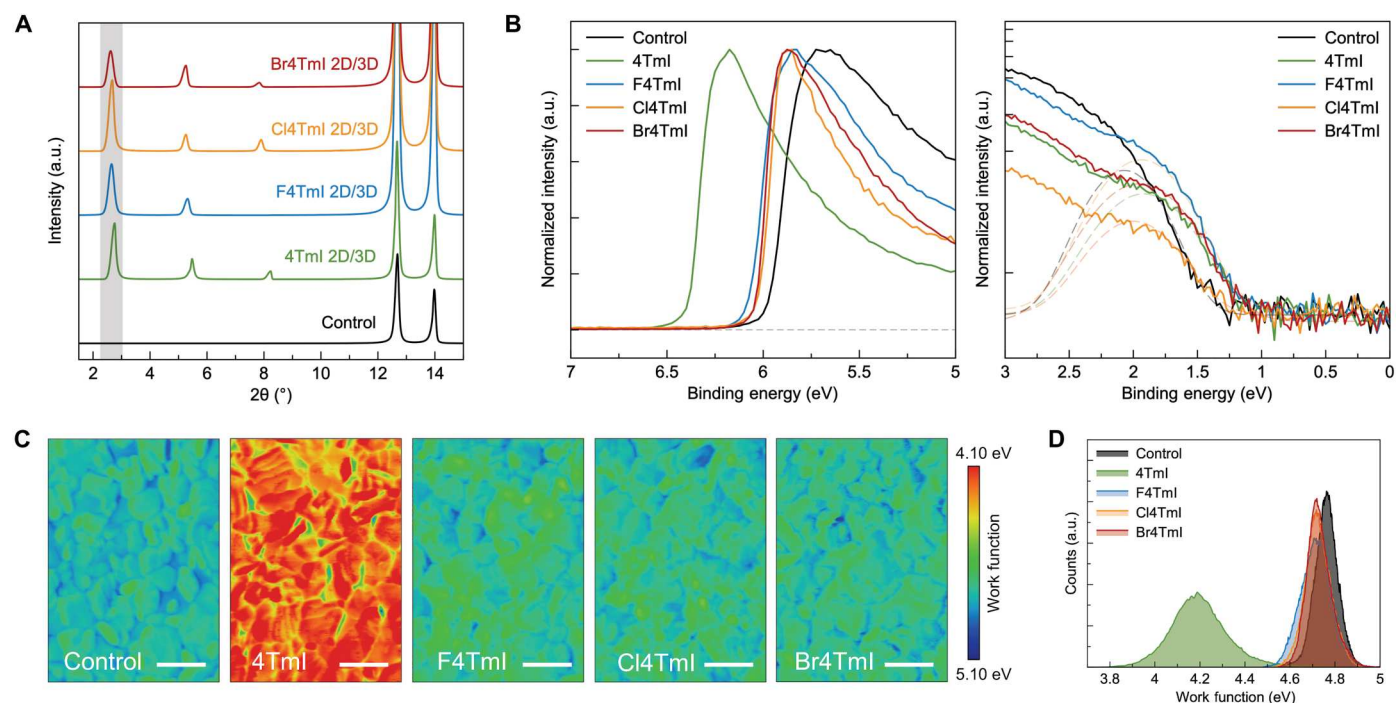 A
Intensity (a.u.)
Br4TmI 2D/3D
Cl4TmI 2D/3D
F4TmI 2D/3D
4TmI 2D/3D
Control
2 4 6 8 10 12 14
2θ (°)
B
Normalized intensity (a.u.)
Control
4TmI
F4TmI
Cl4TmI
Br4TmI
7 6.5 6 5.5 5
Binding energy (eV)
Normalized intensity (a.u.)
Control
4TmI
F4TmI
Cl4TmI
Br4TmI
3 2.5 2 1.5 1 0.5 0
Binding energy (eV)
C
Control
4TmI
F4TmI
Cl4TmI
Br4TmI
4.10 eV
Work function
5.10 eV
D
Counts (a.u.)
Control
4TmI
F4TmI
Cl4TmI
Br4TmI
3.8 4 4.2 4.4 4.6 4.8 5
Work function (eV)